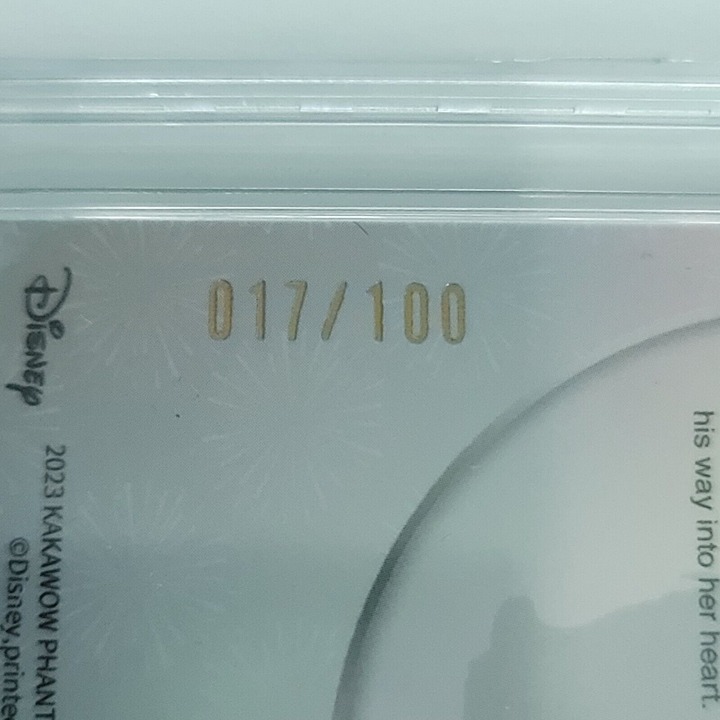 017/100
his way into her heart.
Disney
2023 KAKAWOW PHANT
©Disney,printe